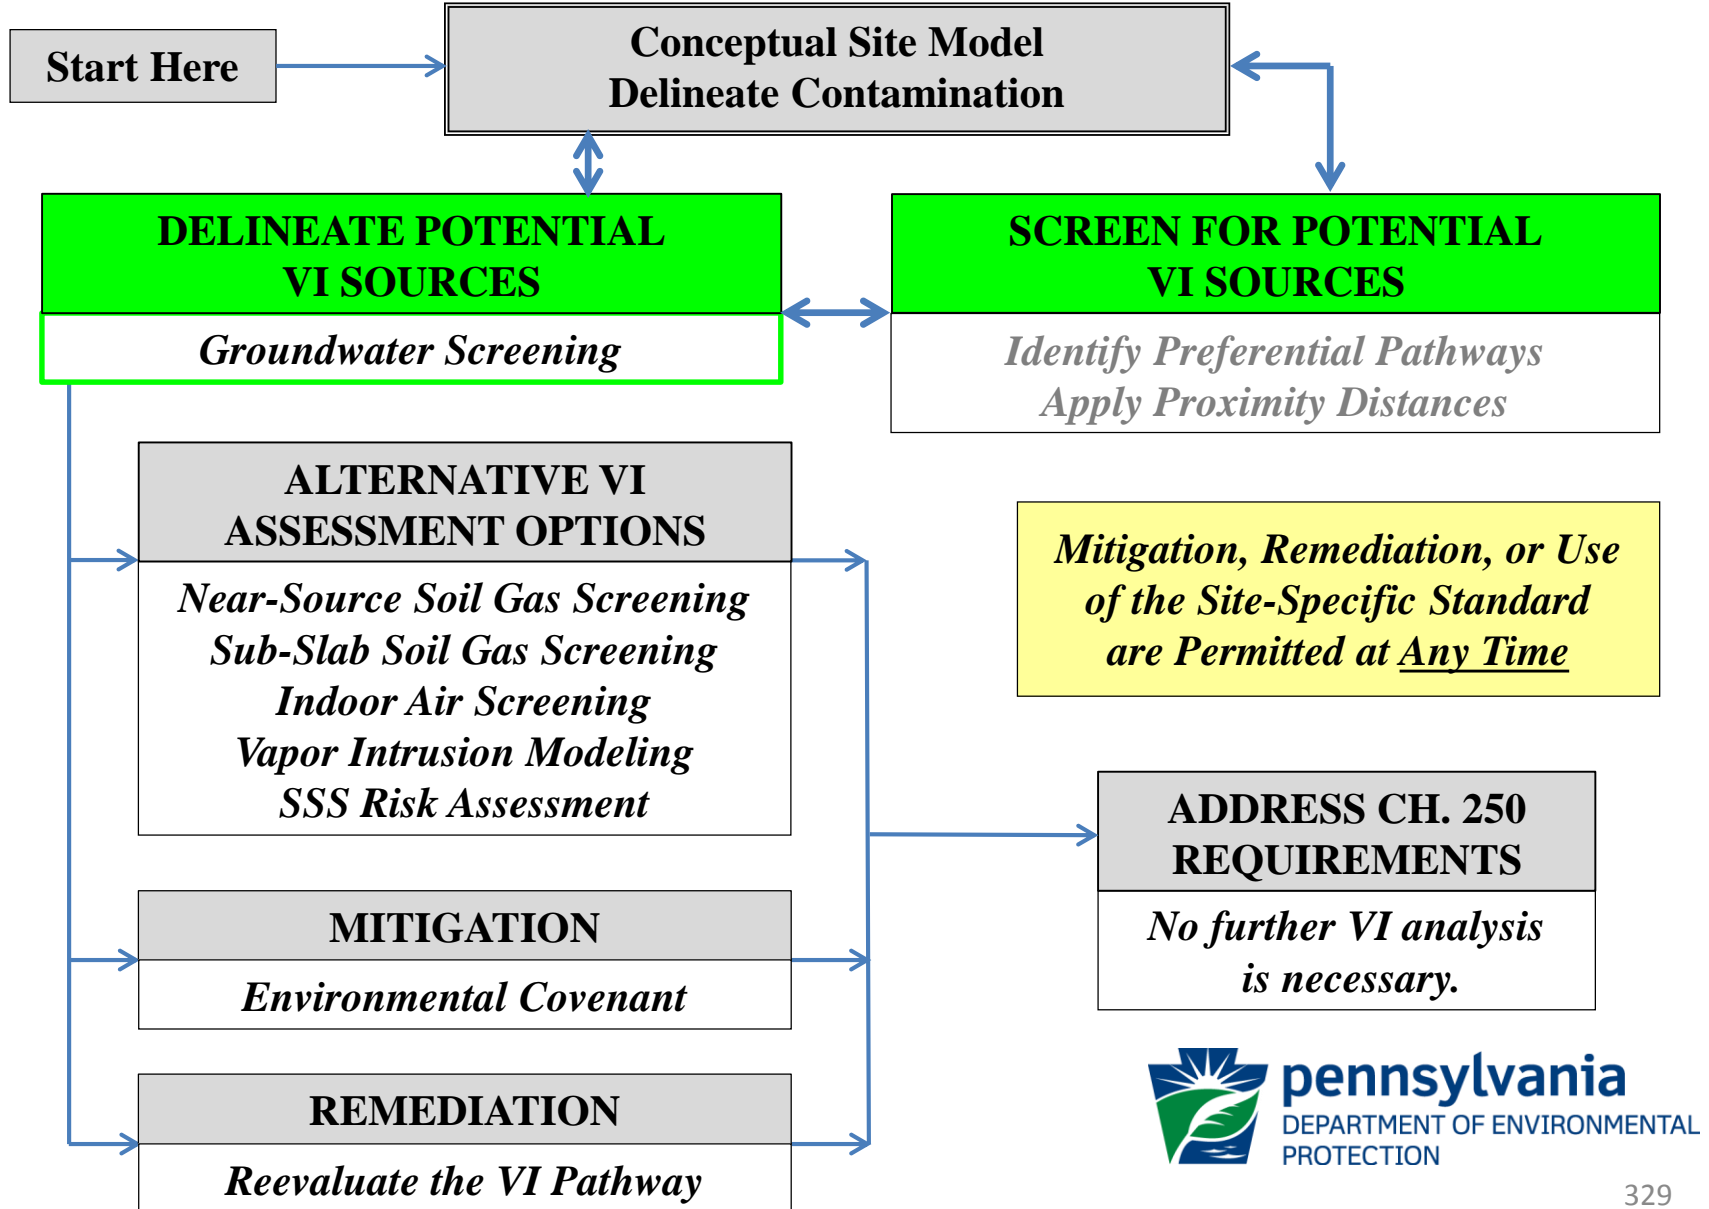 Start Here
Conceptual Site Model
Delineate Contamination
DELINEATE POTENTIAL
VI SOURCES
Groundwater Screening
SCREEN FOR POTENTIAL
VI SOURCES
Identify Preferential Pathways
Apply Proximity Distances
ALTERNATIVE VI
ASSESSMENT OPTIONS
Near-Source Soil Gas Screening
Sub-Slab Soil Gas Screening
Indoor Air Screening
Vapor Intrusion Modeling
SSS Risk Assessment
Mitigation, Remediation, or Use
of the Site-Specific Standard
are Permitted at Any Time
ADDRESS CH. 250
REQUIREMENTS
No further VI analysis
is necessary.
MITIGATION
Environmental Covenant
REMEDIATION
Reevaluate the VI Pathway
pennsylvania
DEPARTMENT OF ENVIRONMENTAL
PROTECTION
329